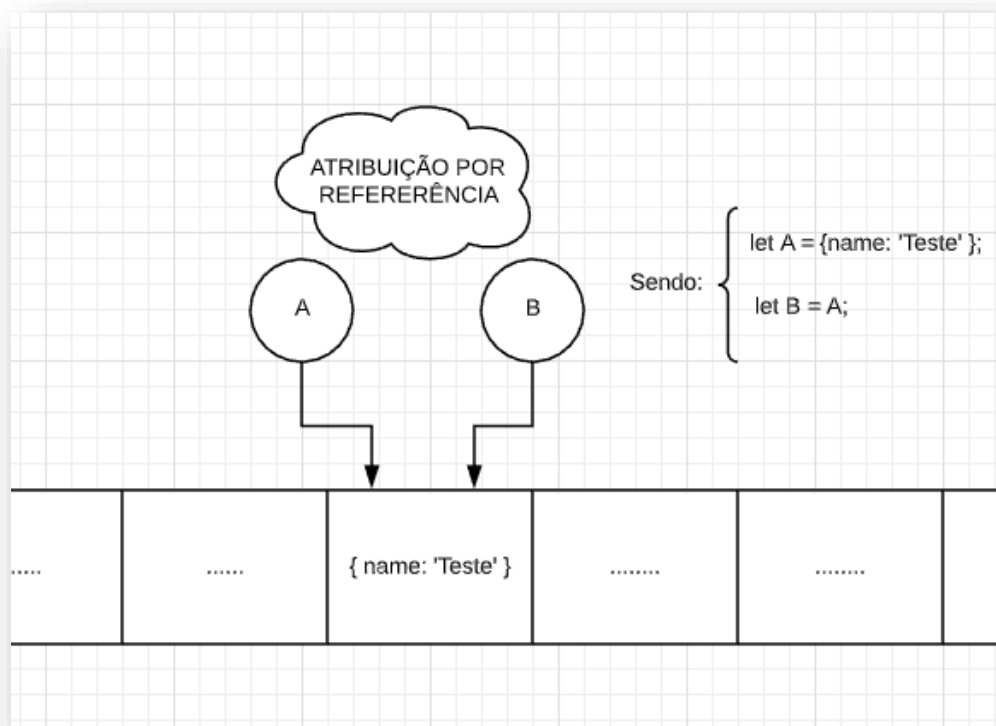 ATRIBUIÇÃO POR
REFERERÊNCIA
A
B
Sendo:
let A = {name: 'Teste' };
let B = A;
.....
......
{ name: 'Teste' }
........
........